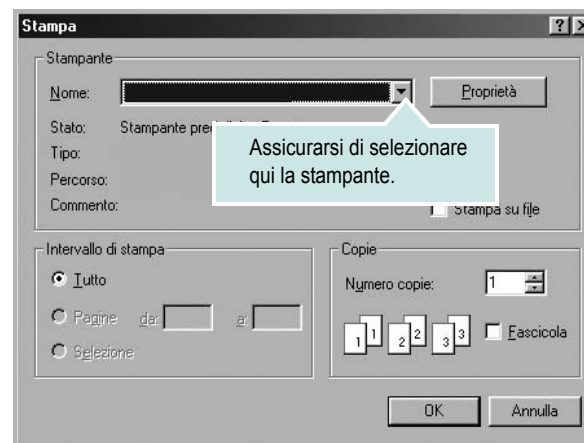 Stampa
Stampante
Nome:
Proprietà
Stato: Stampante
Assicurarsi di selezionare
qui la stampante.
Tipo:
Percorso:
Commento:
Stampa su file
Intervallo di stampa
Tutto
Pagine da: a:
Selezione
Copie
Numero copie: 1
1 1 2 2 3 3
Fascicola
OK Annulla